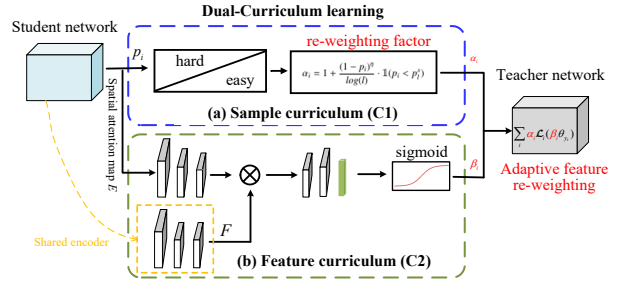 Dual-Curriculum learning
Student network
p_i
hard
easy
re-weighting factor
α_i = 1 + (1 − p_i)^η / log(l) · 𝟙(p_i < p_i^t)
α_i
(a) Sample curriculum (C1)
Teacher network
∑_i α_i ℒ_i(β_i θ_{y_i})
Adaptive feature
re-weighting
Spatial attention map E
sigmoid
β_i
Shared encoder
F
(b) Feature curriculum (C2)